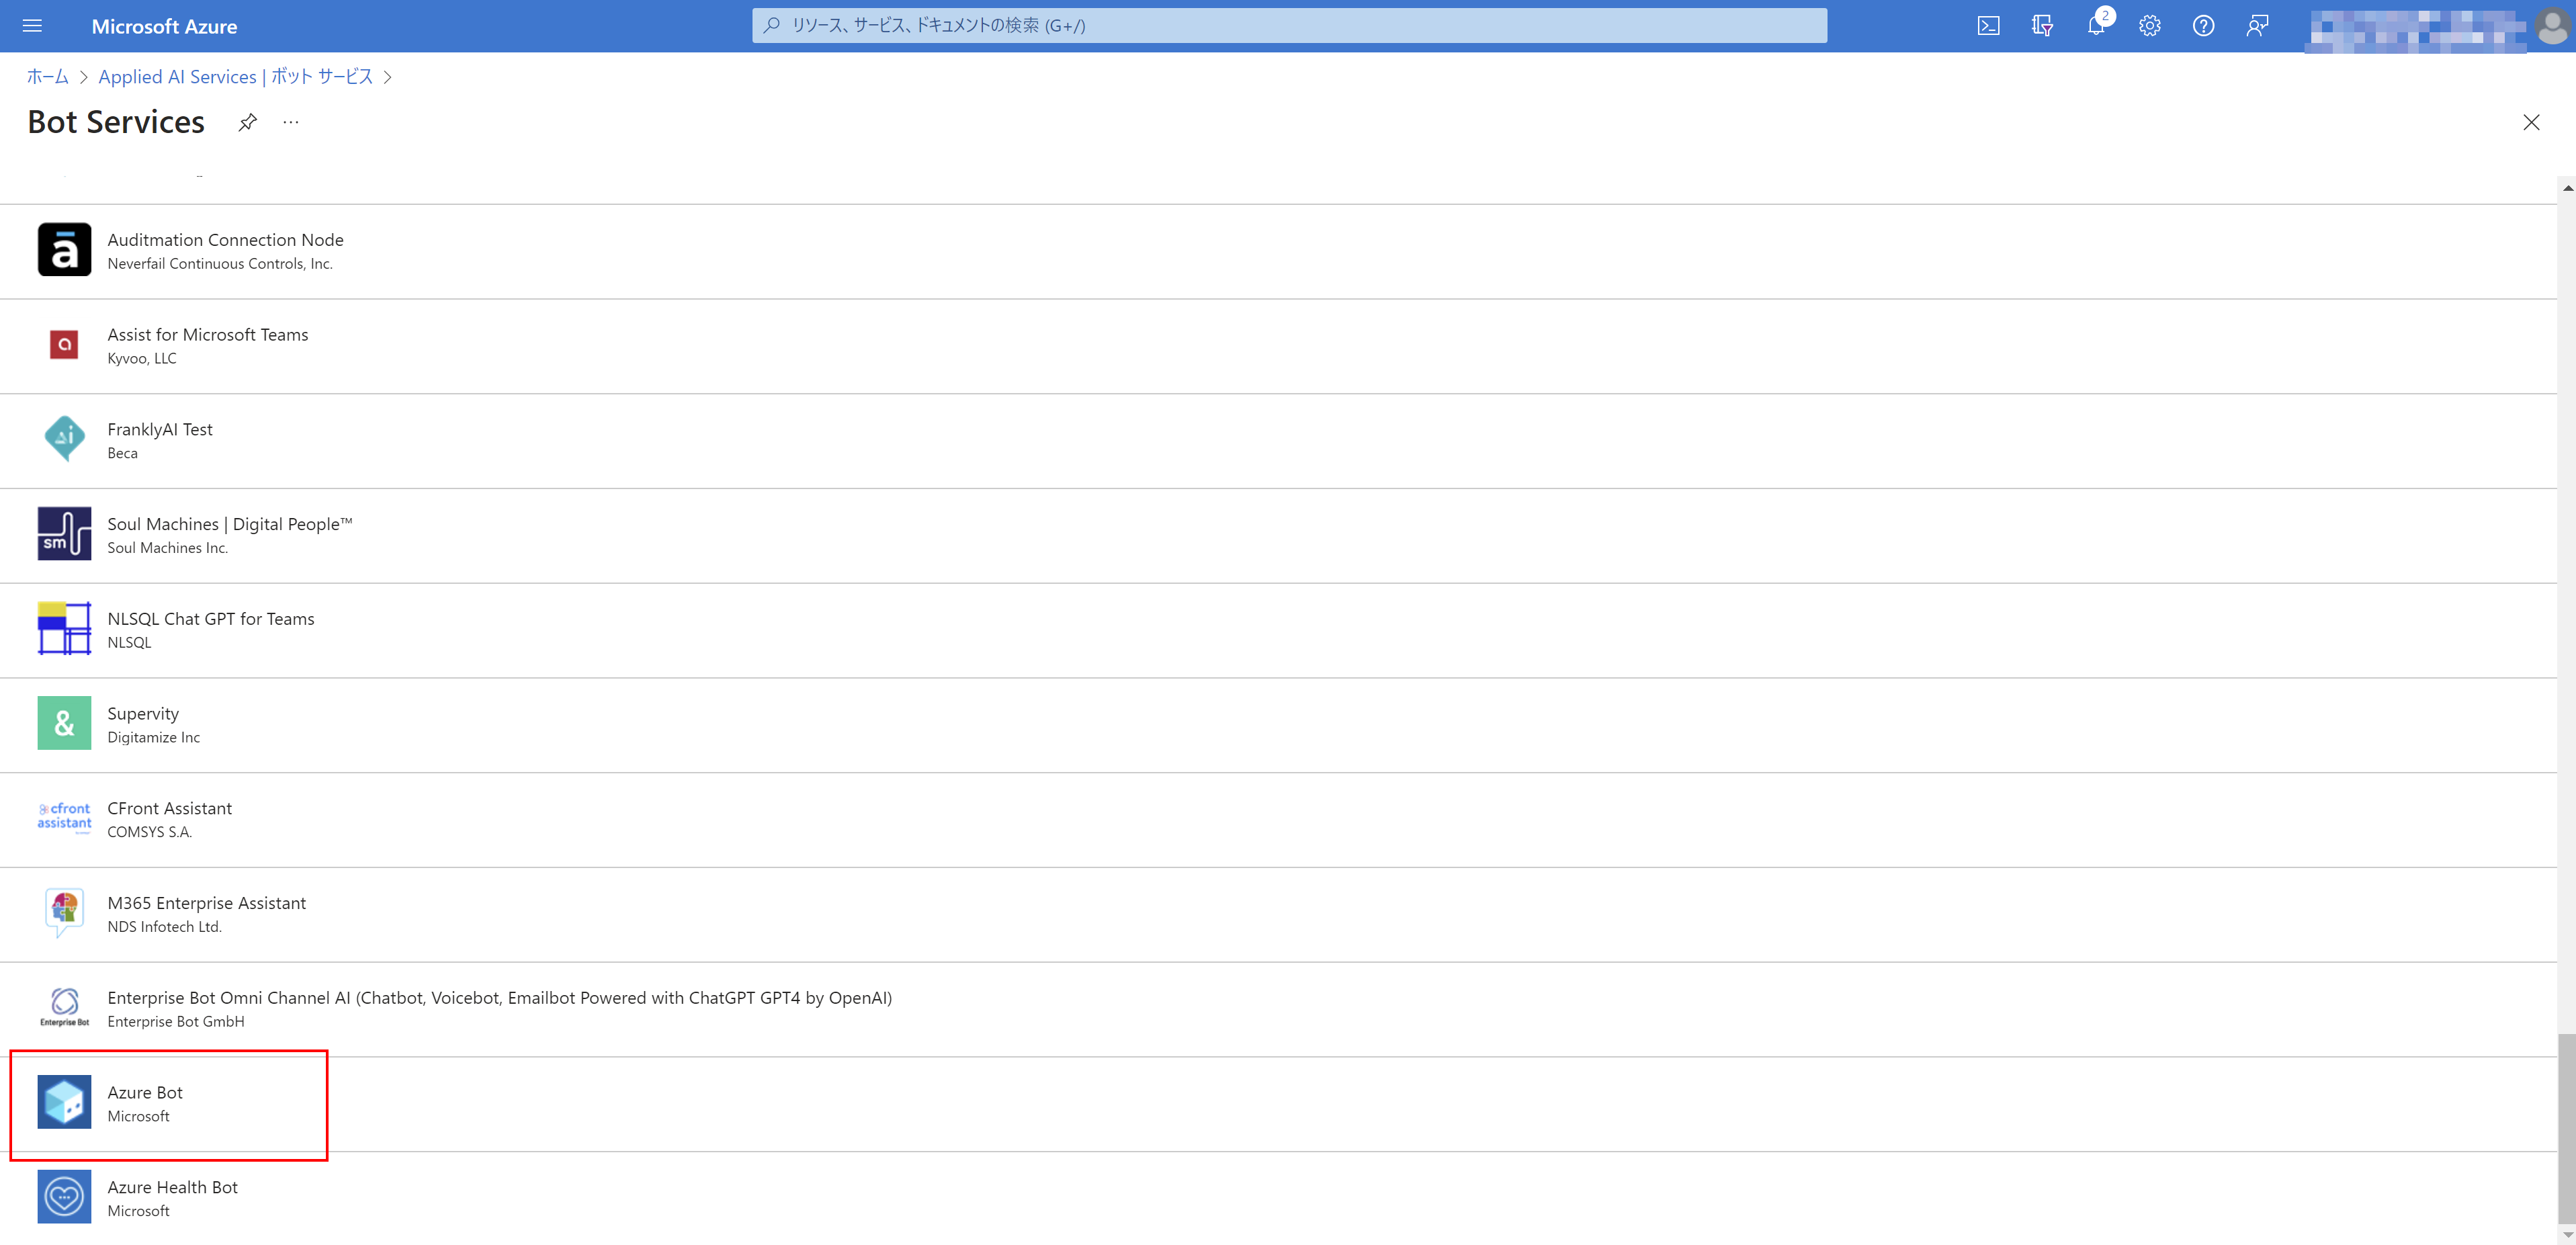 Microsoft Azure
リソース、サービス、ドキュメントの検索 (G+/)
2
ホーム > Applied AI Services | ボット サービス >
Bot Services
Auditmation Connection Node
Neverfail Continuous Controls, Inc.
Assist for Microsoft Teams
Kyvoo, LLC
FranklyAI Test
Beca
Soul Machines | Digital People™
Soul Machines Inc.
sm
NLSQL Chat GPT for Teams
NLSQL
&
Supervity
Digitamize Inc
cfront
assistant
CFront Assistant
COMSYS S.A.
M365 Enterprise Assistant
NDS Infotech Ltd.
Enterprise Bot
Enterprise Bot Omni Channel AI (Chatbot, Voicebot, Emailbot Powered with ChatGPT GPT4 by OpenAI)
Enterprise Bot GmbH
Azure Bot
Microsoft
Azure Health Bot
Microsoft